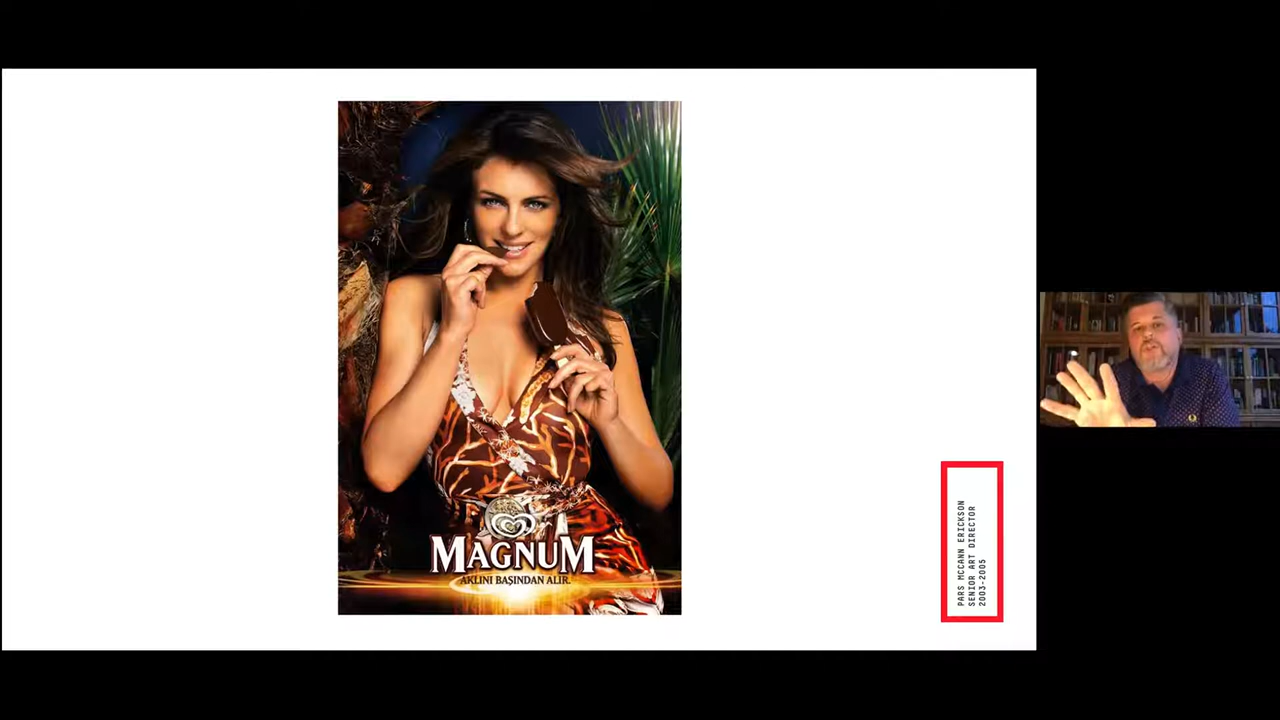 MAGNUM
AKLINI BAŞINDAN ALIR.
PARS MCCANN ERICKSON
SENIOR ART DIRECTOR
2003-2005